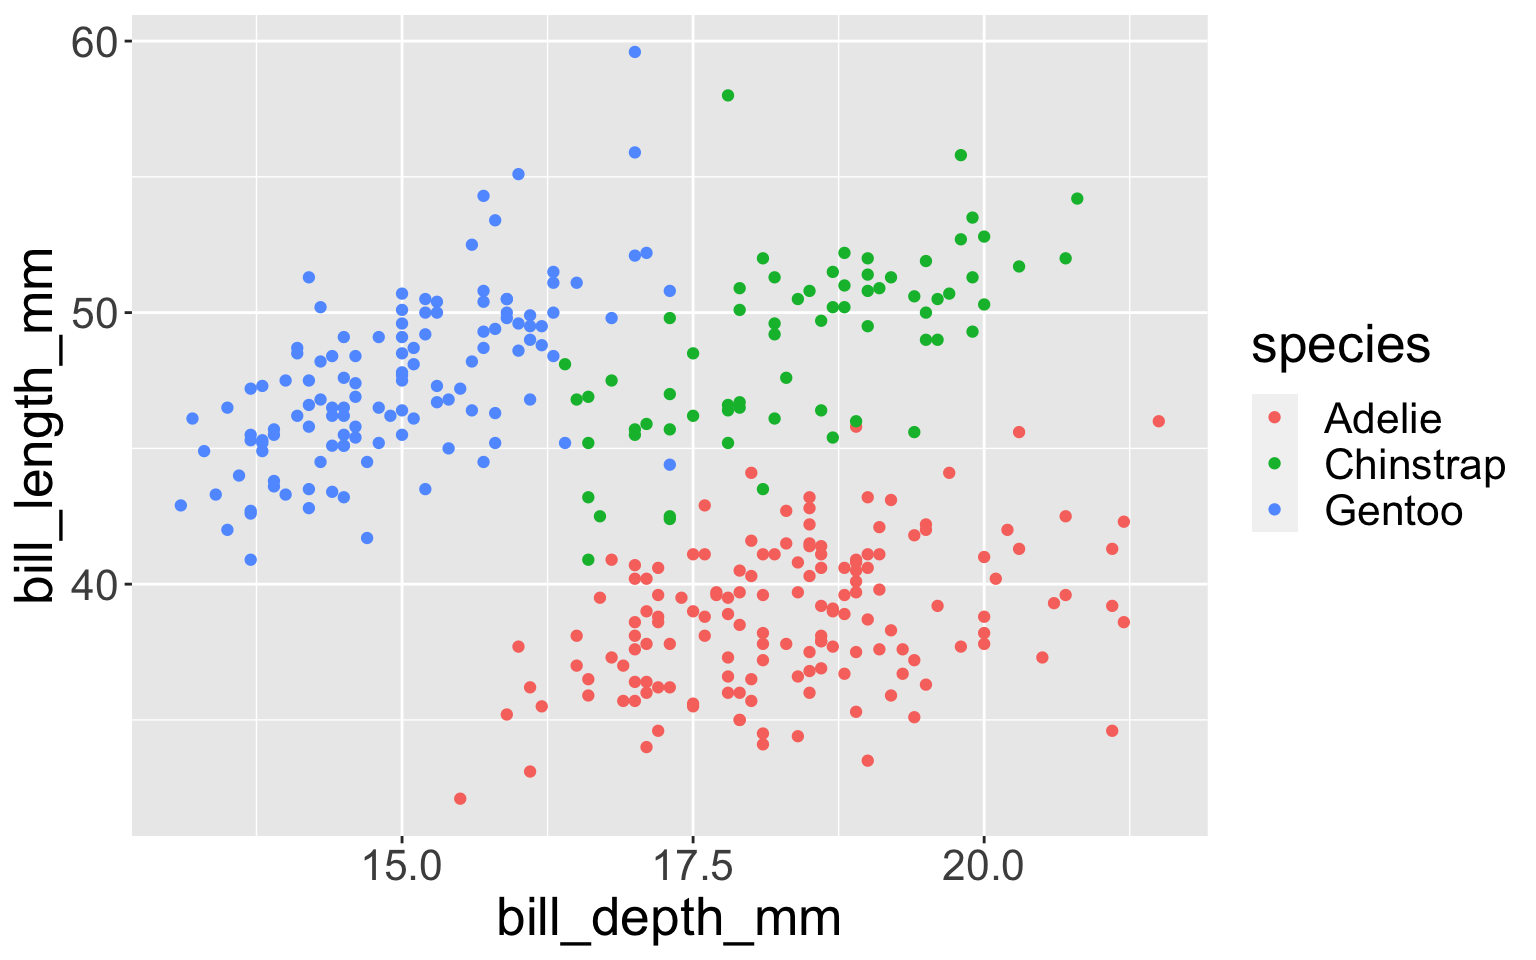 bill_length_mm
60
50
40
15.0 17.5 20.0
bill_depth_mm
species
Adelie
Chinstrap
Gentoo